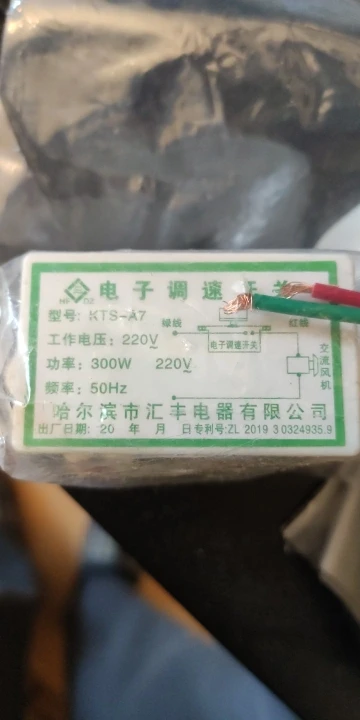 电子调速开关
HF DZ
型号: KTS-A7
绿线
红线
工作电压: 220V~
电子调速开关
功率: 300W 220V~
交流风机
频率: 50Hz
哈尔滨市汇丰电器有限公司
出厂日期: 20 年 月 日 专利号:ZL 2019 3 0324935.9